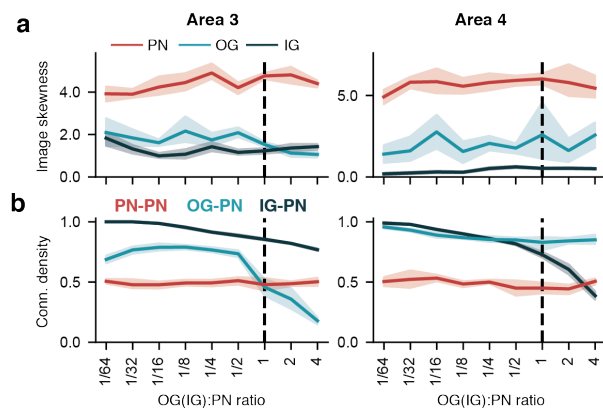 a
Area 3
Area 4
PN OG IG
Image skewness
4.0
2.0
0.0
5.0
0.0
b
PN-PN OG-PN IG-PN
Conn. density
1.0
0.5
0.0
1.0
0.5
0.0
1/64 1/32 1/16 1/8 1/4 1/2 1 2 4
1/64 1/32 1/16 1/8 1/4 1/2 1 2 4
OG(IG):PN ratio
OG(IG):PN ratio